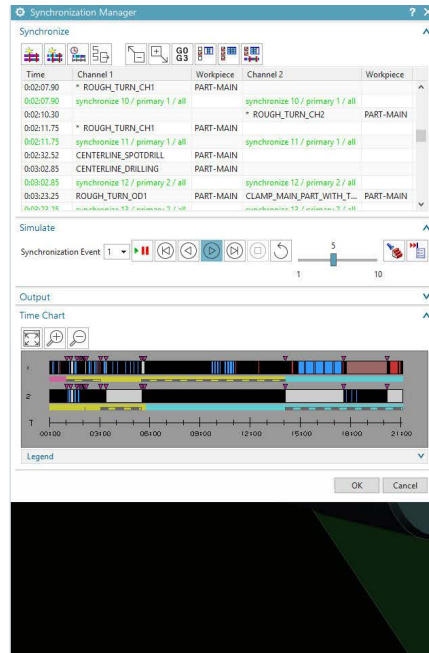 Synchronization Manager
Synchronize
G0
G3
Time Channel 1 Workpiece Channel 2 Workpiece
0:02:07.90 * ROUGH_TURN_CH1 PART-MAIN
0:02:07.90 synchronize 10 / primary 1 / all synchronize 10 / primary 1 / all
0:02:10.30 * ROUGH_TURN_CH2 PART-MAIN
0:02:11.75 * ROUGH_TURN_CH1 PART-MAIN
0:02:11.75 synchronize 11 / primary 1 / all synchronize 11 / primary 1 / all
0:02:32.52 CENTERLINE_SPOTDRILL PART-MAIN
0:03:02.85 CENTERLINE_DRILLING PART-MAIN
0:03:02.85 synchronize 12 / primary 2 / all synchronize 12 / primary 2 / all
0:03:23.25 ROUGH_TURN_OD1 PART-MAIN CLAMP_MAIN_PART_WITH_T... PART-MAIN
Simulate
Synchronization Event 1
5
1 10
Output
Time Chart
1
2
T
00:00 03:00 06:00 09:00 12:00 15:00 18:00 21:00
Legend
OK Cancel